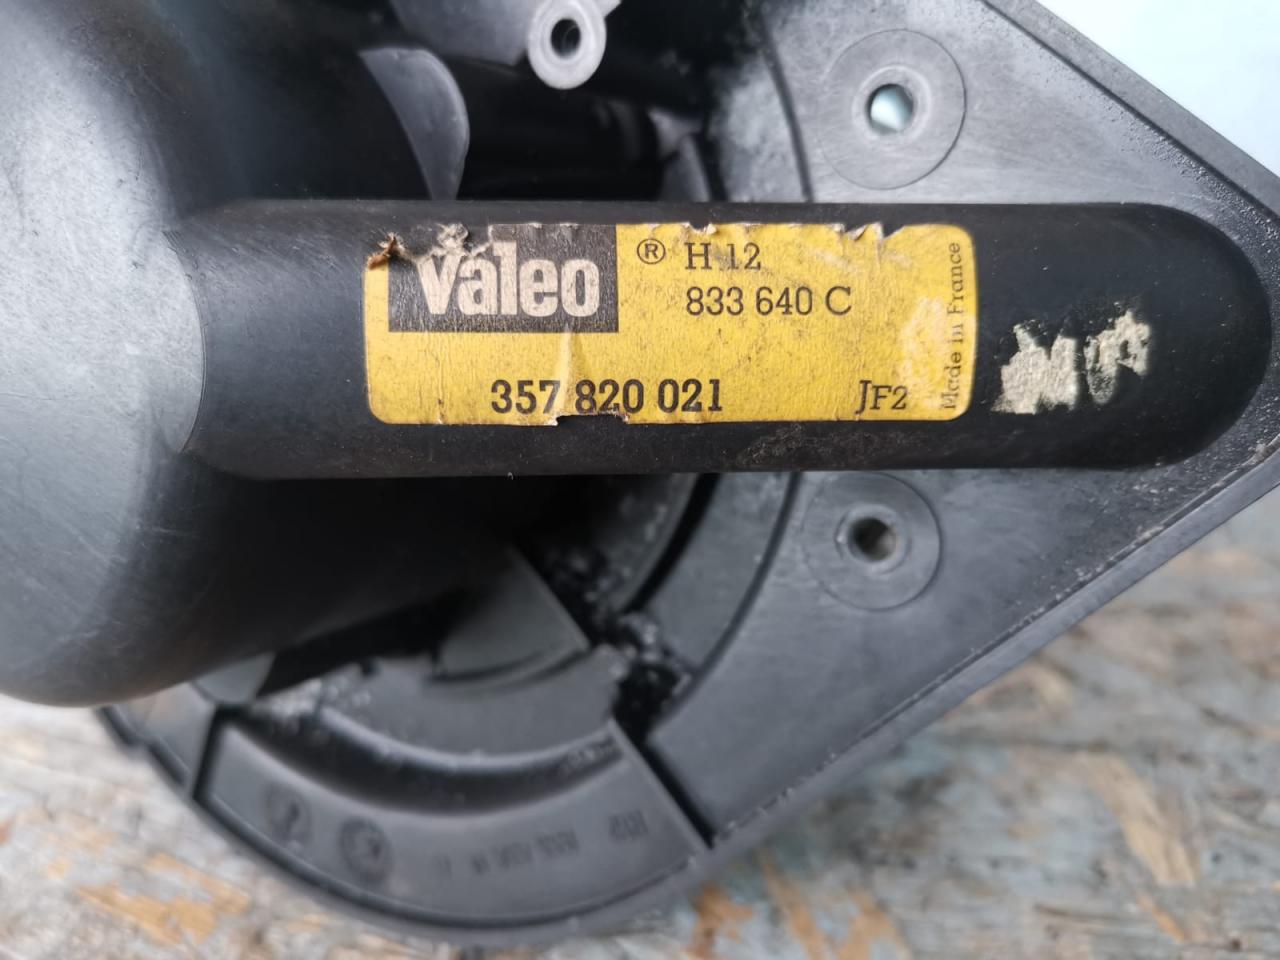 Valeo ® H 12
833 640 C
357 820 021 JF2
Made in France